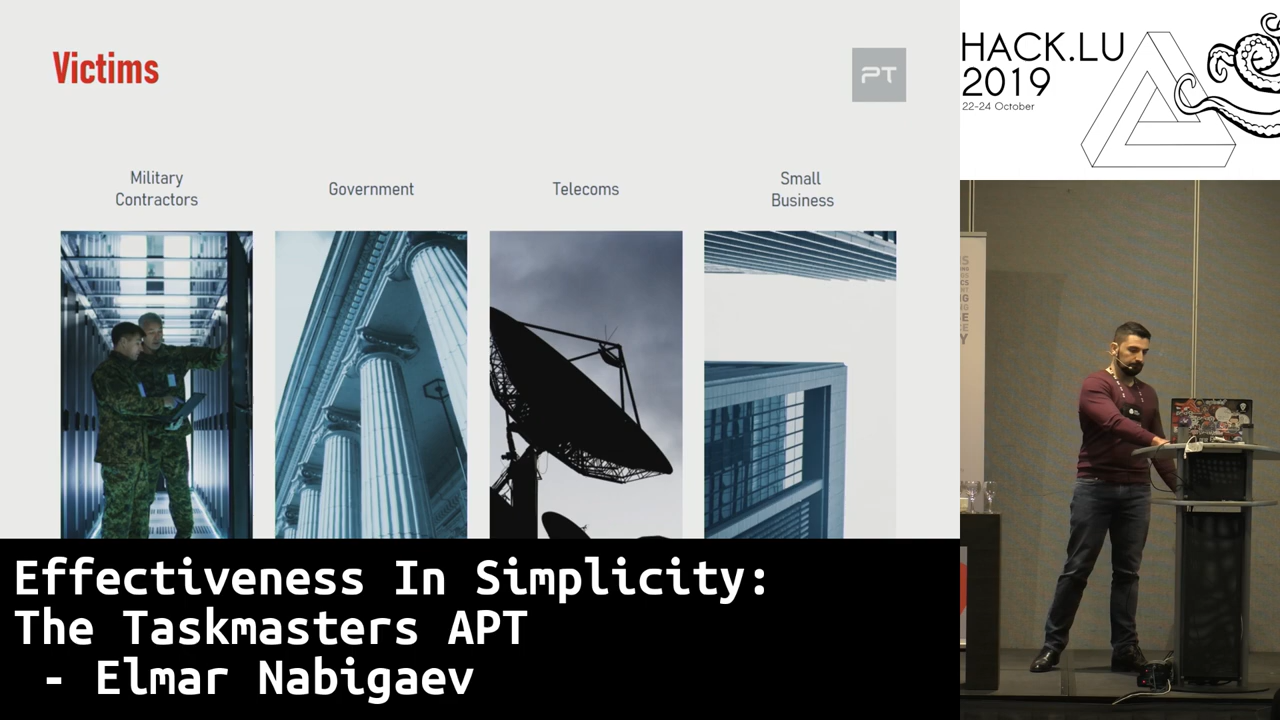 Victims
PT
Military
Contractors
Government
Telecoms
Small
Business
Effectiveness In Simplicity:
The Taskmasters APT
- Elmar Nabigaev
HACK.LU
2019
22-24 October